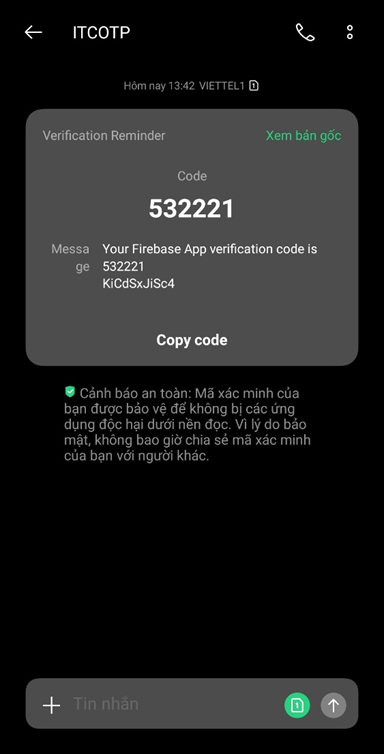 ITCOTP
Hôm nay 13:42 VIETTEL1 1
Verification Reminder
Xem bản gốc
Code
532221
Messa
ge
Your Firebase App verification code is
532221
KiCdSxJiSc4
Copy code
Cảnh báo an toàn: Mã xác minh của
bạn được bảo vệ để không bị các ứng
dụng độc hại dưới nền đọc. Vì lý do bảo
mật, không bao giờ chia sẻ mã xác minh
của bạn với người khác.
Tin nhắn
1